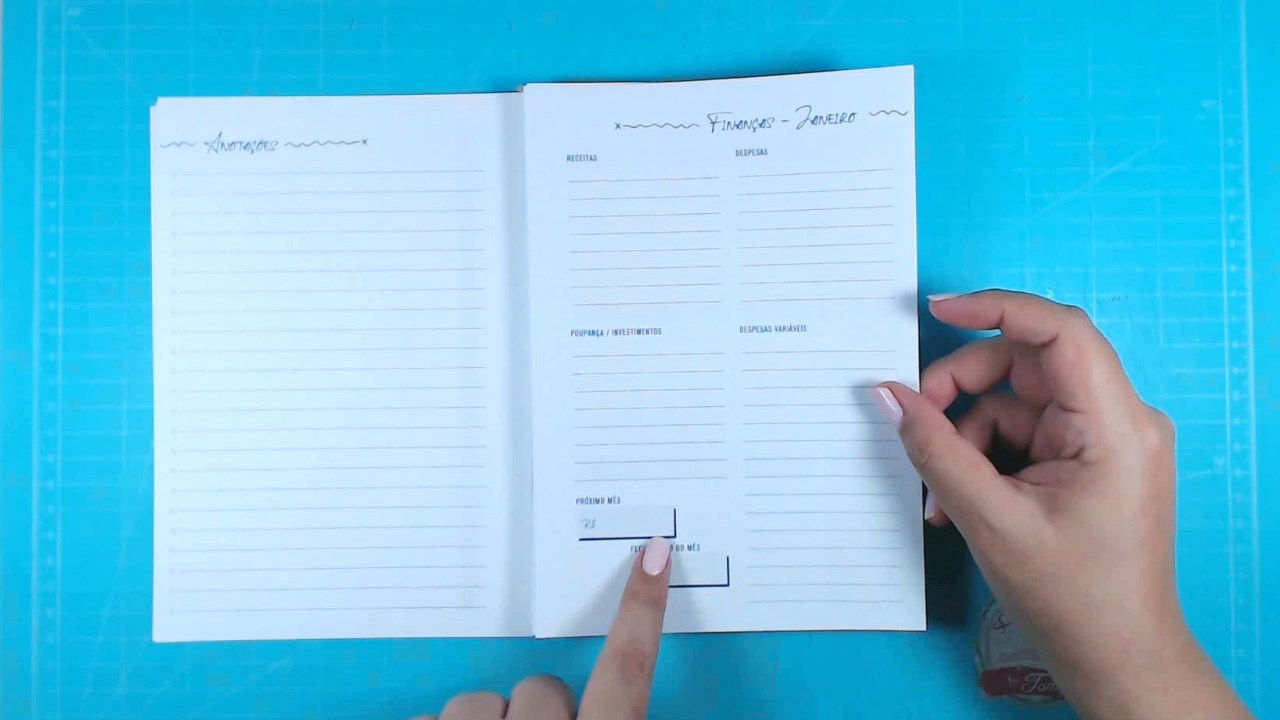 Anotações
Finanças - Janeiro
RECEITAS
DESPESAS
POUPANÇA / INVESTIMENTOS
DESPESAS VARIÁVEIS
PRÓXIMO MÊS
R$
DO MÊS